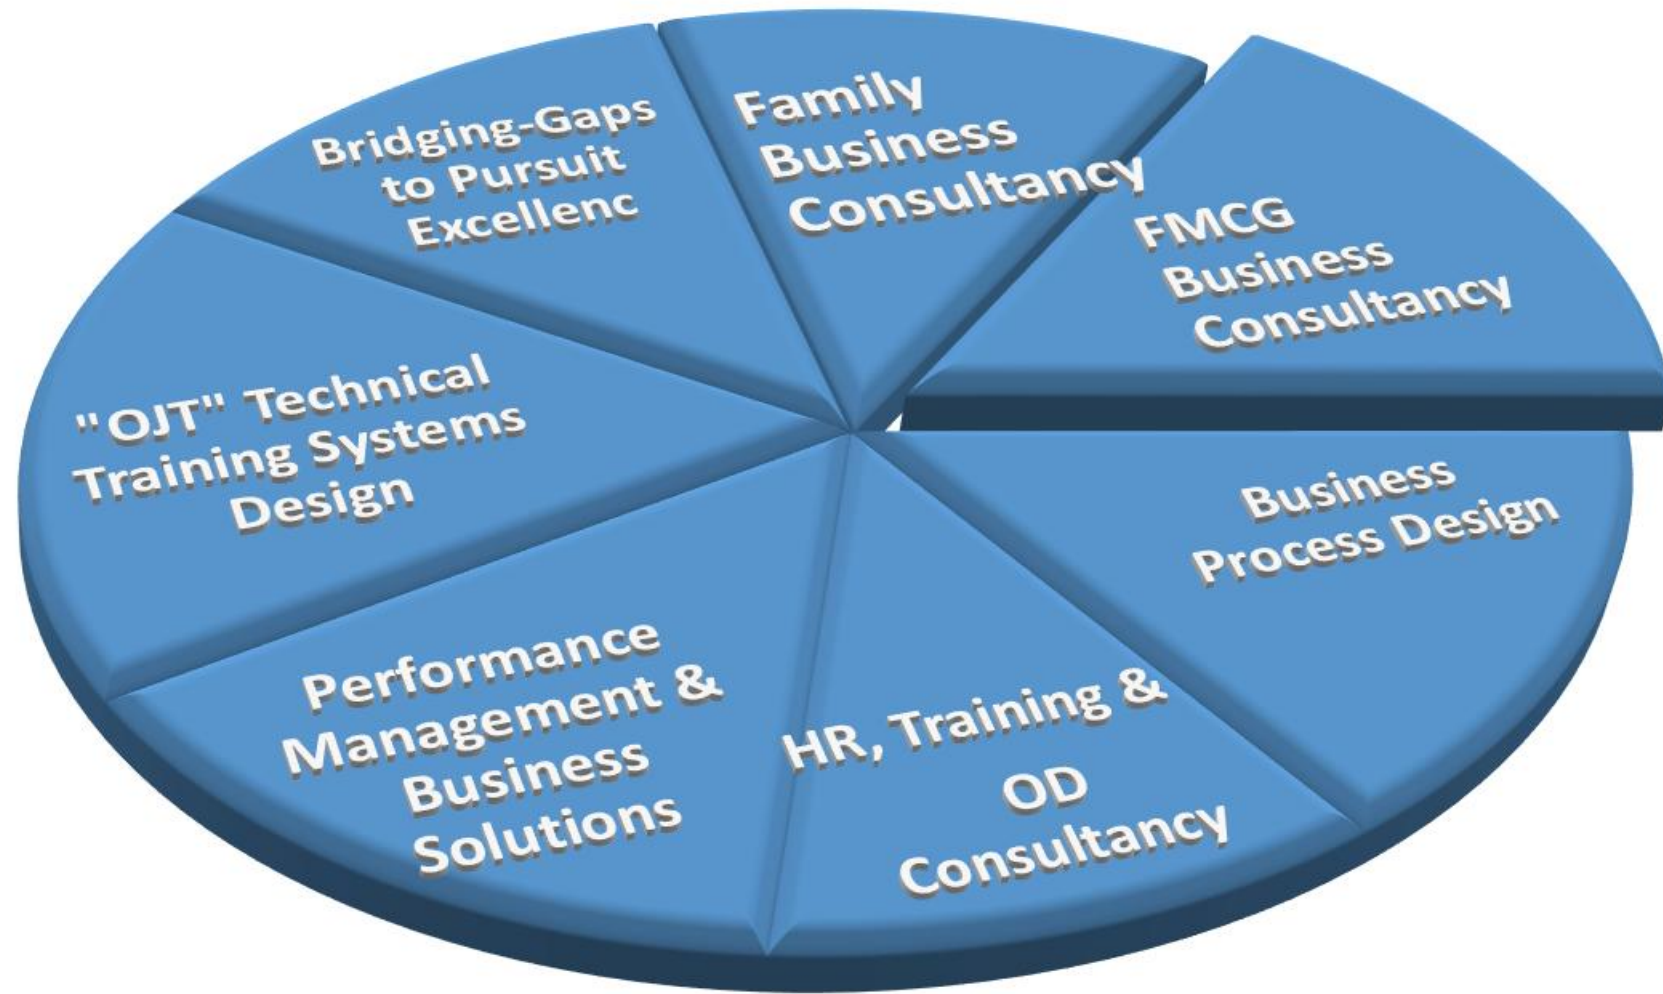 Family
Business
Consultancy
FMCG
Business
Consultancy
Business
Process Design
HR, Training &
OD
Consultancy
Performance
Management &
Business
Solutions
"OJT" Technical
Training Systems
Design
Bridging-Gaps
to Pursuit
Excellenc